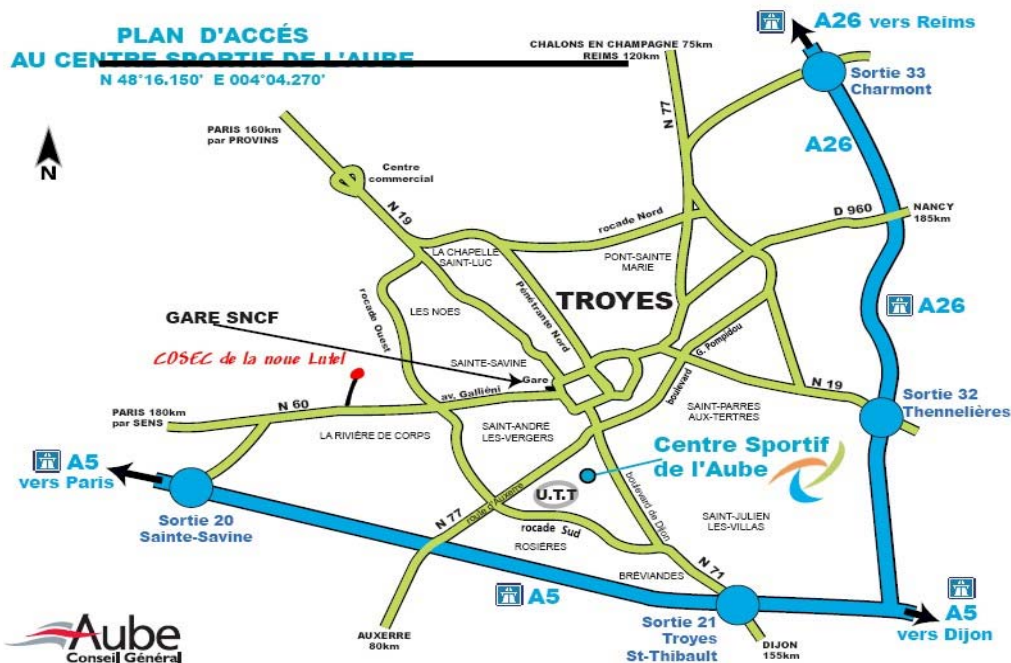 PLAN D'ACCÉS
AU CENTRE SPORTIF DE L'AUBE
N 48°16.150' E 004°04.270'
CHALONS EN CHAMPAGNE 75km
REIMS 120km
A26 vers Reims
Sortie 33
Charmont
N 77
A26
PARIS 160km
par PROVINS
N
Centre
commercial
N 19
rocade Nord
D 960
NANCY
185km
LA CHAPELLE
SAINT-LUC
PONT-SAINTE
MARIE
Pénétrante Nord
TROYES
A26
rocade Ouest
LES NOES
GARE SNCF
COSEC de la noue Lutel
SAINTE-SAVINE
Gare
boulevard G. Pompidou
N 19
Sortie 32
Thennelières
av. Galliéni
N 60
PARIS 180km
par SENS
LA RIVIÈRE DE CORPS
SAINT-ANDRÉ
LES-VERGERS
SAINT-PARRES
AUX-TERTRES
Centre Sportif
de l'Aube
A5
vers Paris
U.T.T
boulevard de Dijon
N 77
route d'Auxerre
Sortie 20
Sainte-Savine
rocade Sud
ROSIÈRES
SAINT-JULIEN
LES-VILLAS
N 71
BRÉVIANDES
A5
A5
vers Dijon
Sortie 21
Troyes
St-Thibault
AUXERRE
80km
DIJON
155km
Aube
Conseil Général